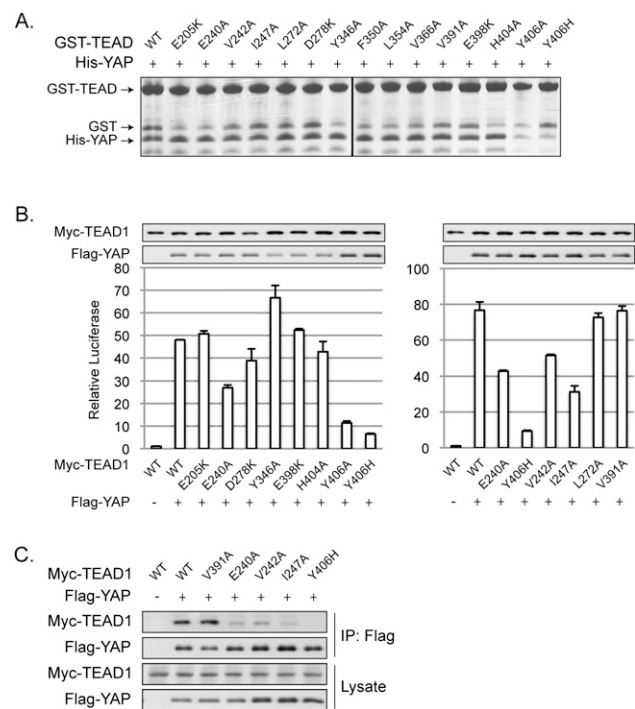 A.
GST-TEAD WT E205K E240A V242A I247A L272A D278K Y346A F350A L354A V366A V391A E398K H404A Y406A Y406H
His-YAP + + + + + + + + + + + + + + + +
GST-TEAD
GST
His-YAP
B.
Myc-TEAD1
Flag-YAP
Relative Luciferase
80
70
60
50
40
30
20
10
0
Myc-TEAD1 WT WT E205K E240A D278K Y346A E398K H404A Y406A Y406H
Flag-YAP - + + + + + + + + +
100
80
60
40
20
0
WT WT E240A Y406H V242A I247A L272A V391A
- + + + + + + +
C.
Myc-TEAD1 WT WT V391A E240A V242A I247A Y406H
Flag-YAP - + + + + + +
Myc-TEAD1
Flag-YAP
IP: Flag
Myc-TEAD1
Flag-YAP
Lysate